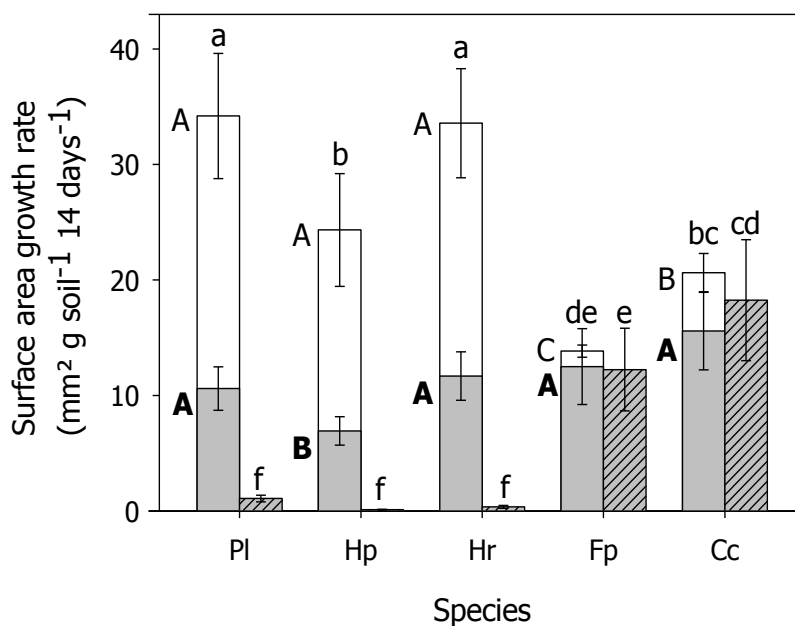 Surface area growth rate
(mm² g soil⁻¹ 14 days⁻¹)
40
30
20
10
0
a
A
A
f
b
A
B
f
a
A
A
f
de
e
C
A
bc
cd
B
A
Pl
Hp
Hr
Fp
Cc
Species